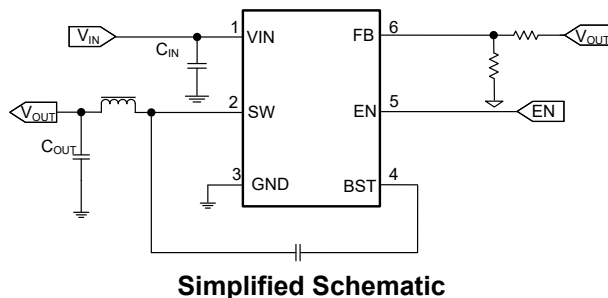 1
6
VIN
VIN
FB
VOUT
CIN
2
5
VOUT
SW
EN
EN
COUT
3
4
GND
BST
Simplified Schematic